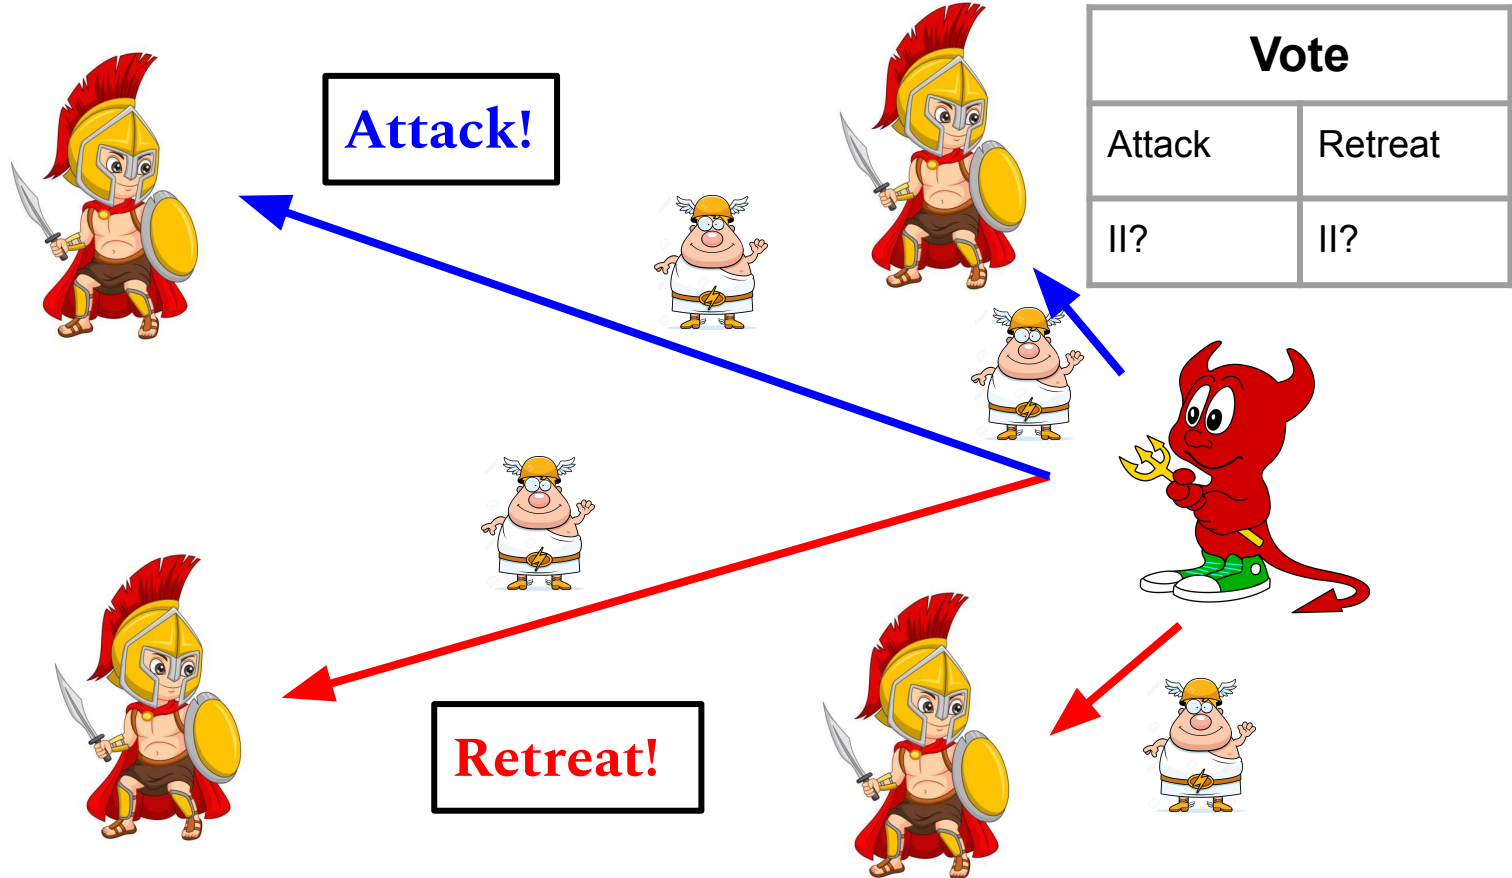 Attack!
Vote
Attack Retreat
II? II?
Retreat!